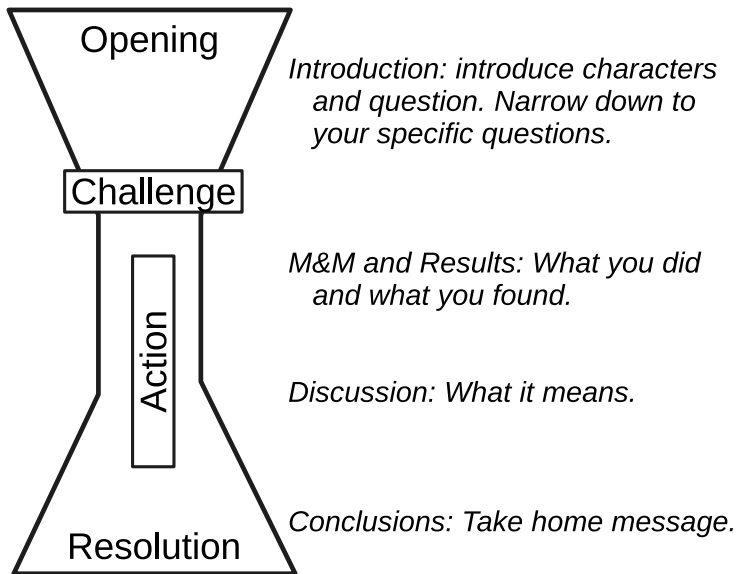 Opening
Introduction: introduce characters
and question. Narrow down to
your specific questions.
Challenge
M&M and Results: What you did
and what you found.
Action
Discussion: What it means.
Conclusions: Take home message.
Resolution